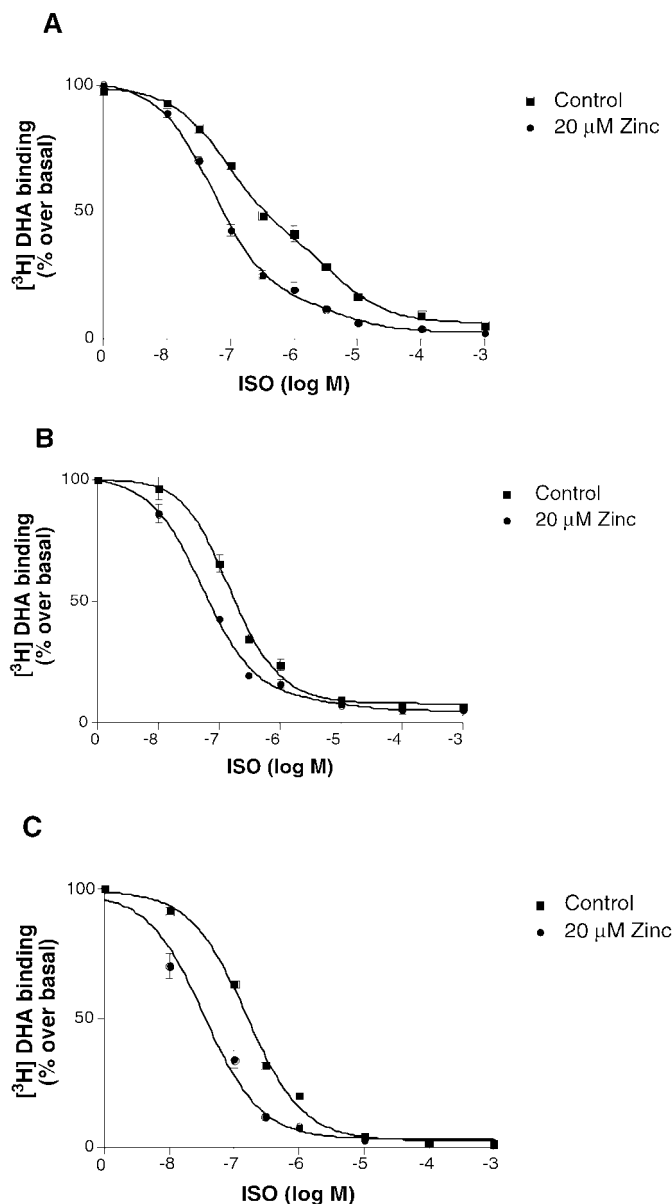 A
100
50
0
[³H] DHA binding
(% over basal)
0 -8 -7 -6 -5 -4 -3
ISO (log M)
Control
20 µM Zinc
B
100
50
0
[³H] DHA binding
(% over basal)
0 -8 -7 -6 -5 -4 -3
ISO (log M)
Control
20 µM Zinc
C
100
50
0
[³H] DHA binding
(% over basal)
0 -8 -7 -6 -5 -4 -3
ISO (log M)
Control
20 µM Zinc